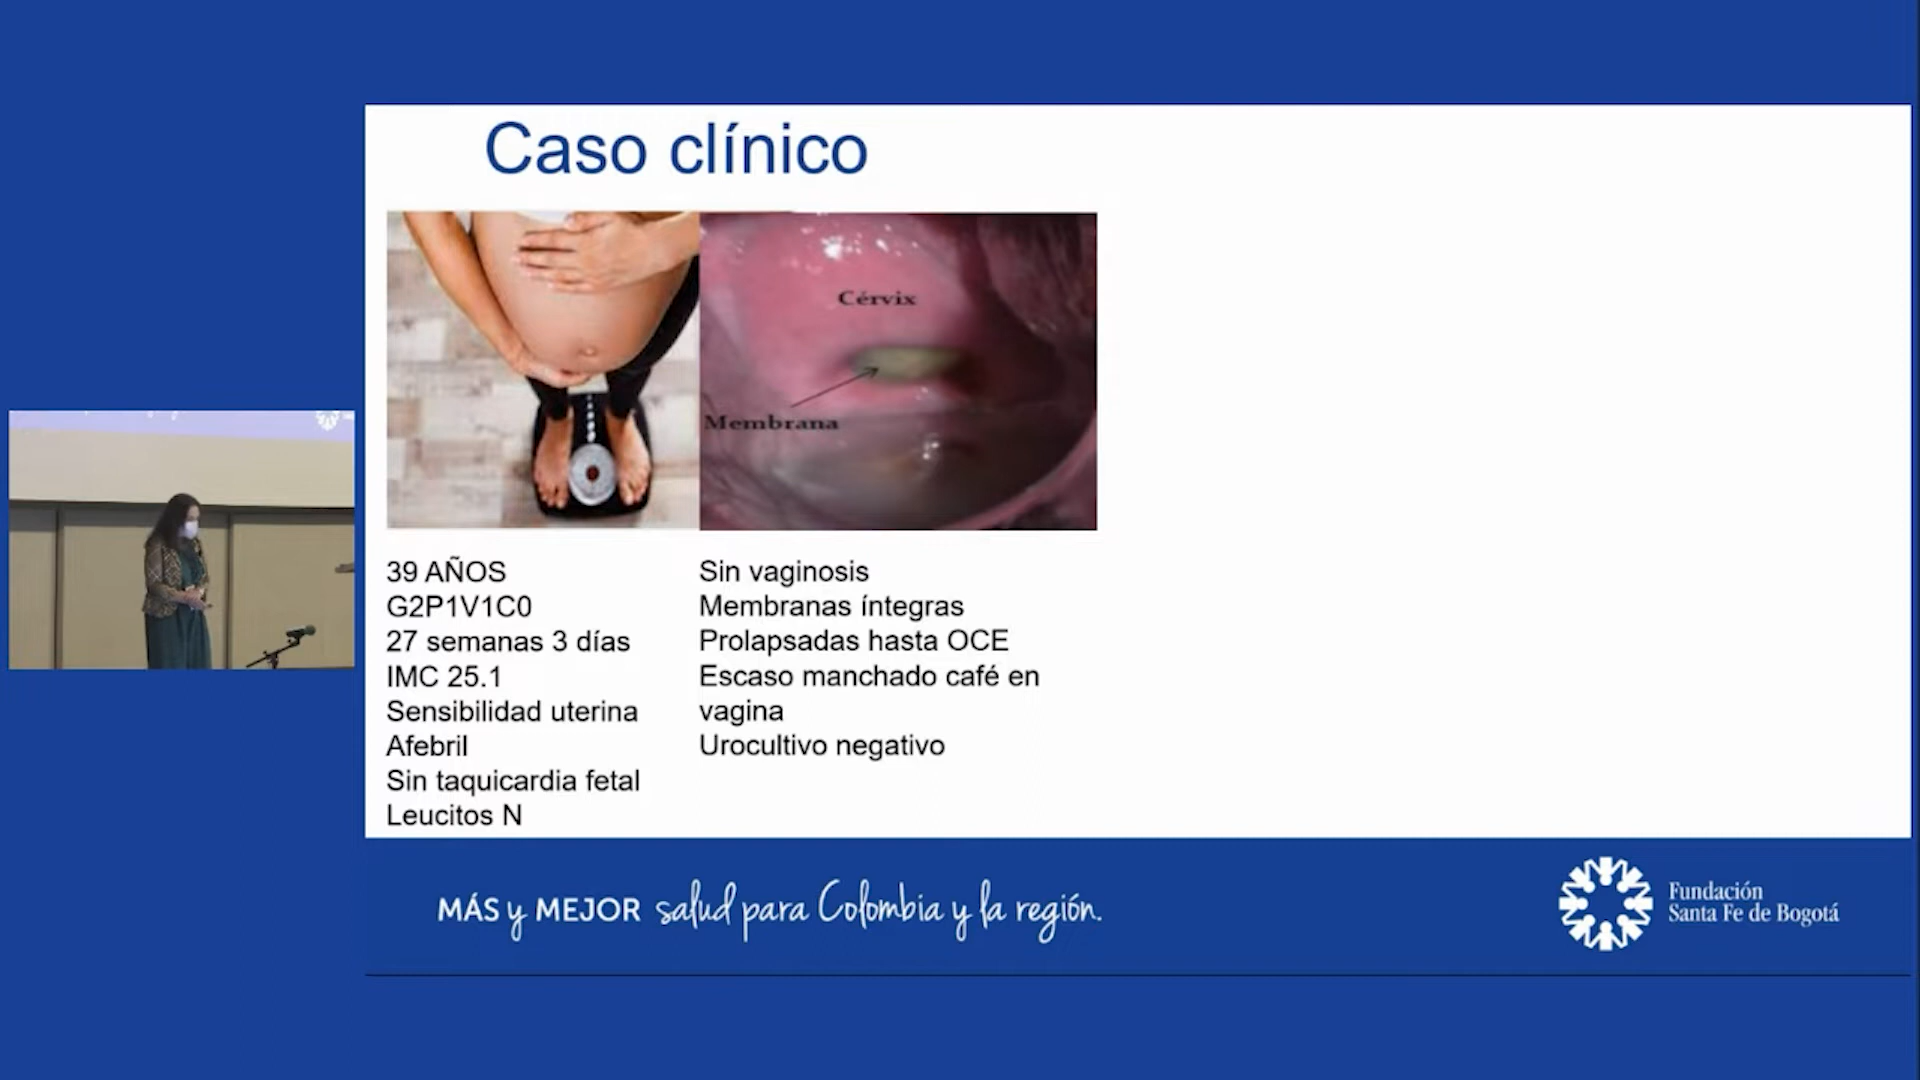 Caso clínico
Cérvix
Membrana
39 AÑOS
G2P1V1C0
27 semanas 3 días
IMC 25.1
Sensibilidad uterina
Afebril
Sin taquicardia fetal
Leucitos N
Sin vaginosis
Membranas íntegras
Prolapsadas hasta OCE
Escaso manchado café en
vagina
Urocultivo negativo
MÁS y MEJOR salud para Colombia y la región.
Fundación
Santa Fe de Bogotá